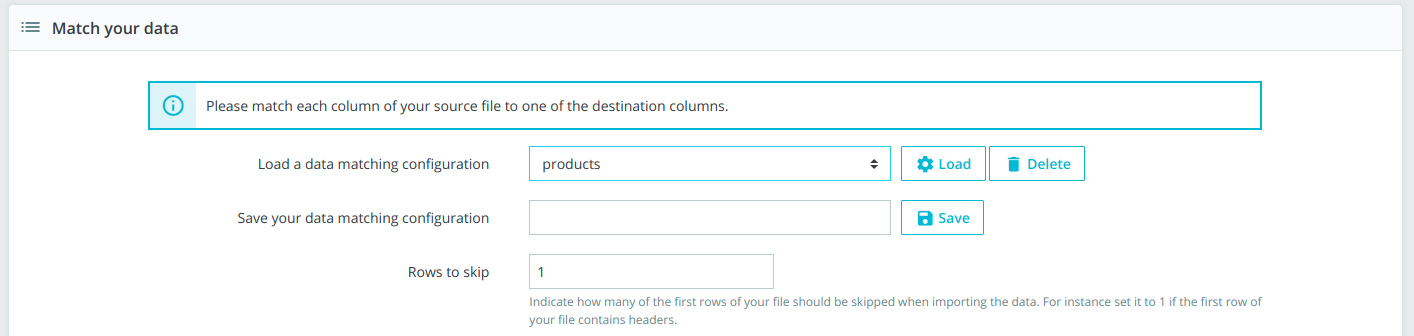 Match your data
Please match each column of your source file to one of the destination columns.
Load a data matching configuration products Load Delete
Save your data matching configuration Save
Rows to skip 1
Indicate how many of the first rows of your file should be skipped when importing the data. For instance set it to 1 if the first row of
your file contains headers.